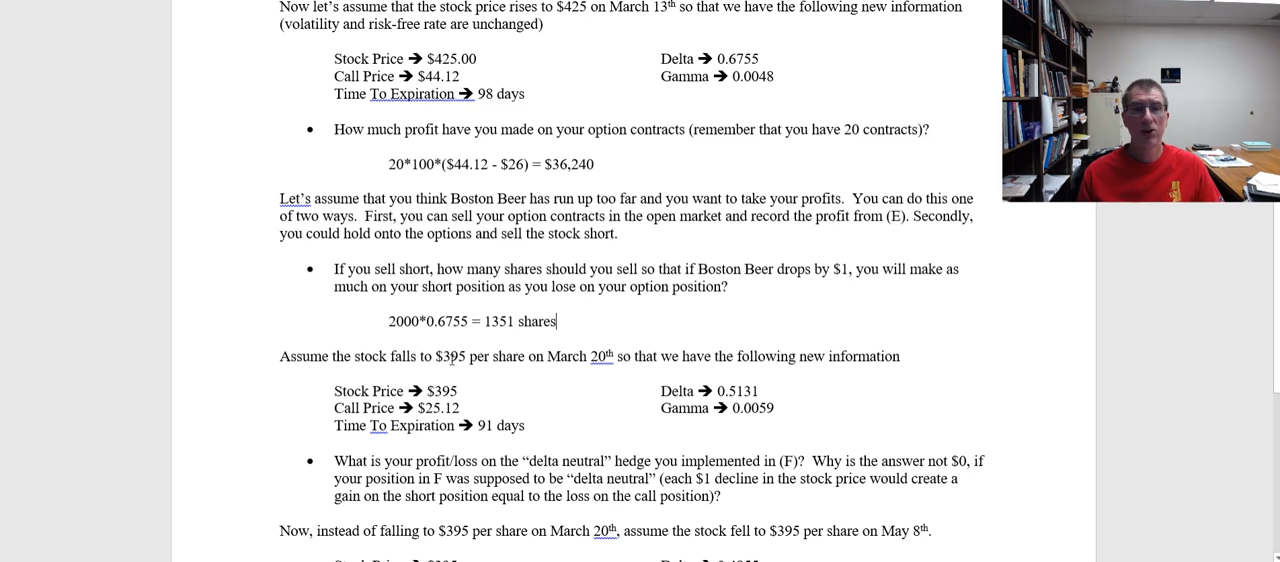 Now let's assume that the stock price rises to $425 on March 13th so that we have the following new information
(volatility and risk-free rate are unchanged)
Stock Price ➔ $425.00 Delta ➔ 0.6755
Call Price ➔ $44.12 Gamma ➔ 0.0048
Time To Expiration ➔ 98 days
• How much profit have you made on your option contracts (remember that you have 20 contracts)?
20*100*($44.12 - $26) = $36,240
Let's assume that you think Boston Beer has run up too far and you want to take your profits. You can do this one
of two ways. First, you can sell your option contracts in the open market and record the profit from (E). Secondly,
you could hold onto the options and sell the stock short.
• If you sell short, how many shares should you sell so that if Boston Beer drops by $1, you will make as
much on your short position as you lose on your option position?
2000*0.6755 = 1351 shares
Assume the stock falls to $395 per share on March 20th so that we have the following new information
Stock Price ➔ $395 Delta ➔ 0.5131
Call Price ➔ $25.12 Gamma ➔ 0.0059
Time To Expiration ➔ 91 days
• What is your profit/loss on the “delta neutral” hedge you implemented in (F)? Why is the answer not $0, if
your position in F was supposed to be “delta neutral” (each $1 decline in the stock price would create a
gain on the short position equal to the loss on the call position)?
Now, instead of falling to $395 per share on March 20th, assume the stock fell to $395 per share on May 8th.